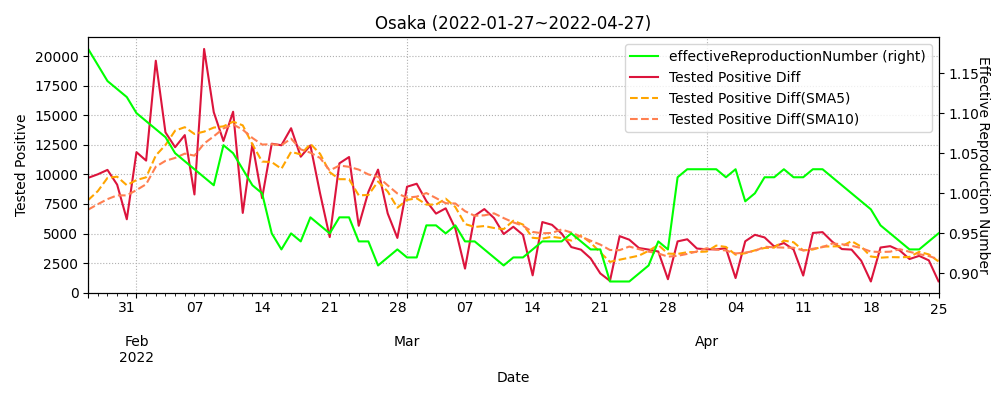 Osaka (2022-01-27~2022-04-27)
effectiveReproductionNumber (right)
Tested Positive Diff
Tested Positive Diff(SMA5)
Tested Positive Diff(SMA10)
Tested Positive
20000
17500
15000
12500
10000
7500
5000
2500
0
1.15
1.10
1.05
1.00
0.95
0.90
Effective Reproduction Number
31 07 14 21 28 07 14 21 28 04 11 18 25
Feb Mar Apr
2022
Date